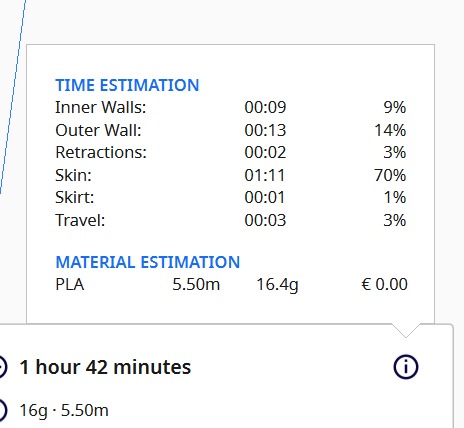 TIME ESTIMATION
Inner Walls: 00:09 9%
Outer Wall: 00:13 14%
Retractions: 00:02 3%
Skin: 01:11 70%
Skirt: 00:01 1%
Travel: 00:03 3%
MATERIAL ESTIMATION
PLA 5.50m 16.4g € 0.00
1 hour 42 minutes
16g · 5.50m